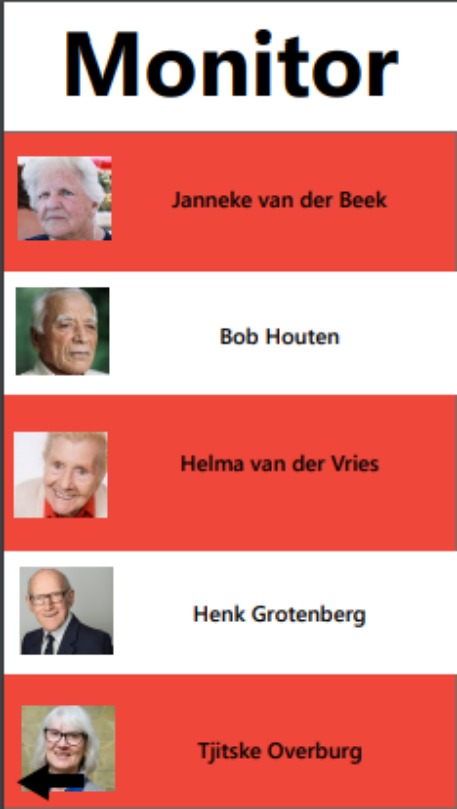 Monitor
Janneke van der Beek
Bob Houten
Helma van der Vries
Henk Grotenberg
Tjitske Overburg